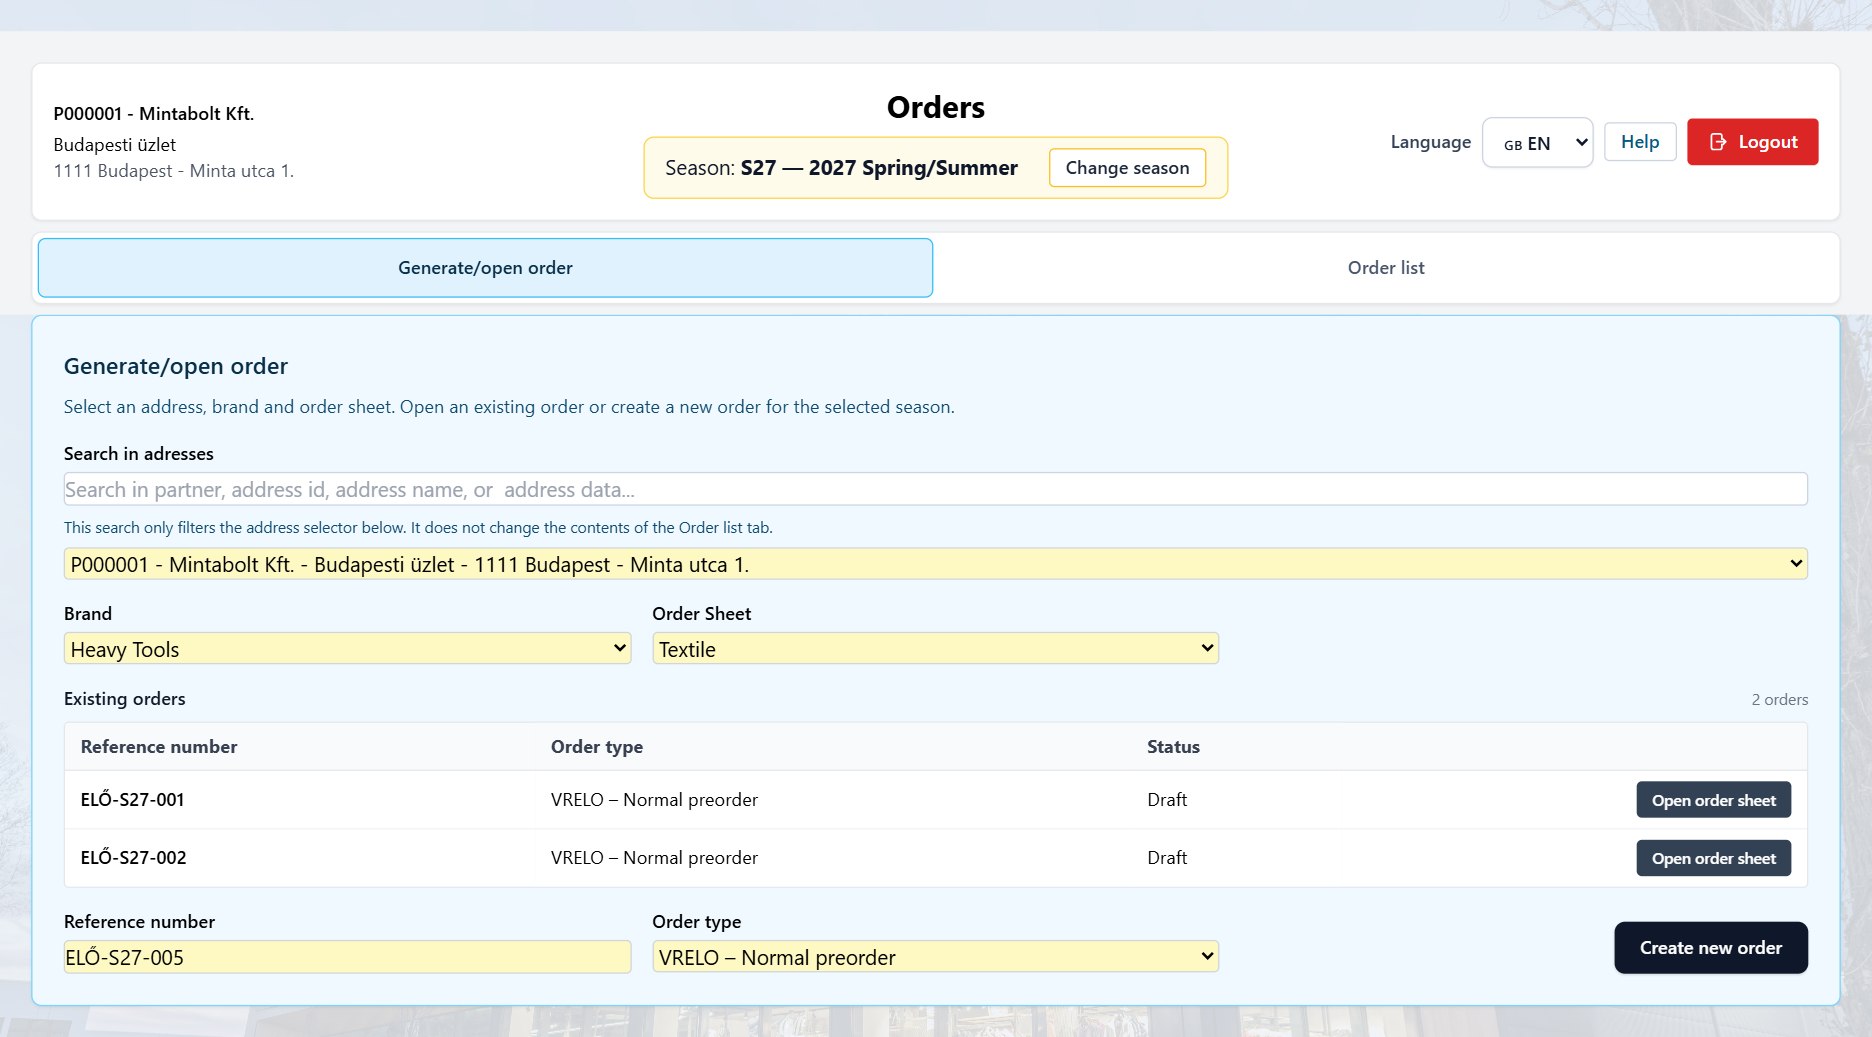 P000001 - Mintabolt Kft.
Budapesti üzlet
1111 Budapest - Minta utca 1.
Orders
Season: S27 — 2027 Spring/Summer
Change season
Language
GB EN
Help
Logout
Generate/open order
Order list
Generate/open order
Select an address, brand and order sheet. Open an existing order or create a new order for the selected season.
Search in adresses
Search in partner, address id, address name, or  address data...
This search only filters the address selector below. It does not change the contents of the Order list tab.
P000001 - Mintabolt Kft. - Budapesti üzlet - 1111 Budapest - Minta utca 1.
Brand
Order Sheet
Heavy Tools
Textile
Existing orders
2 orders
Reference number
Order type
Status
ELŐ-S27-001
VRELO – Normal preorder
Draft
Open order sheet
ELŐ-S27-002
VRELO – Normal preorder
Draft
Open order sheet
Reference number
Order type
ELŐ-S27-005
VRELO – Normal preorder
Create new order